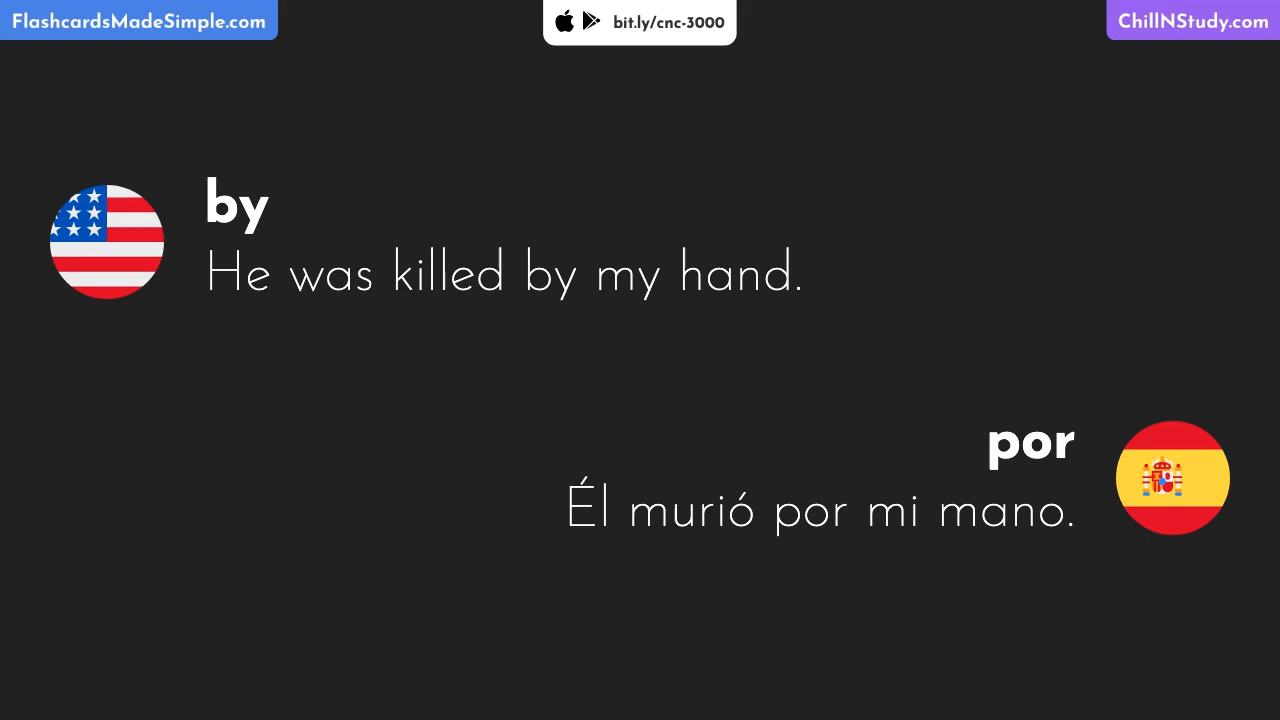 FlashcardsMadeSimple.com
bit.ly/cnc-3000
ChillNStudy.com
by
He was killed by my hand.
por
Él murió por mi mano.